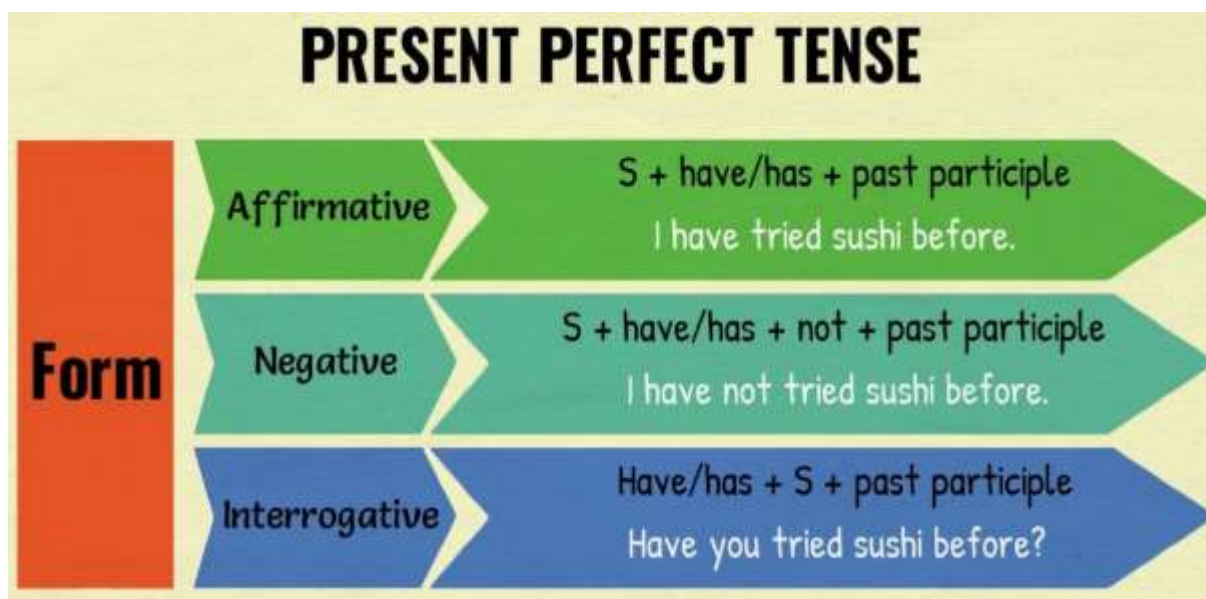 PRESENT PERFECT TENSE
Form
Affirmative
S + have/has + past participle
I have tried sushi before.
Negative
S + have/has + not + past participle
I have not tried sushi before.
Interrogative
Have/has + S + past participle
Have you tried sushi before?